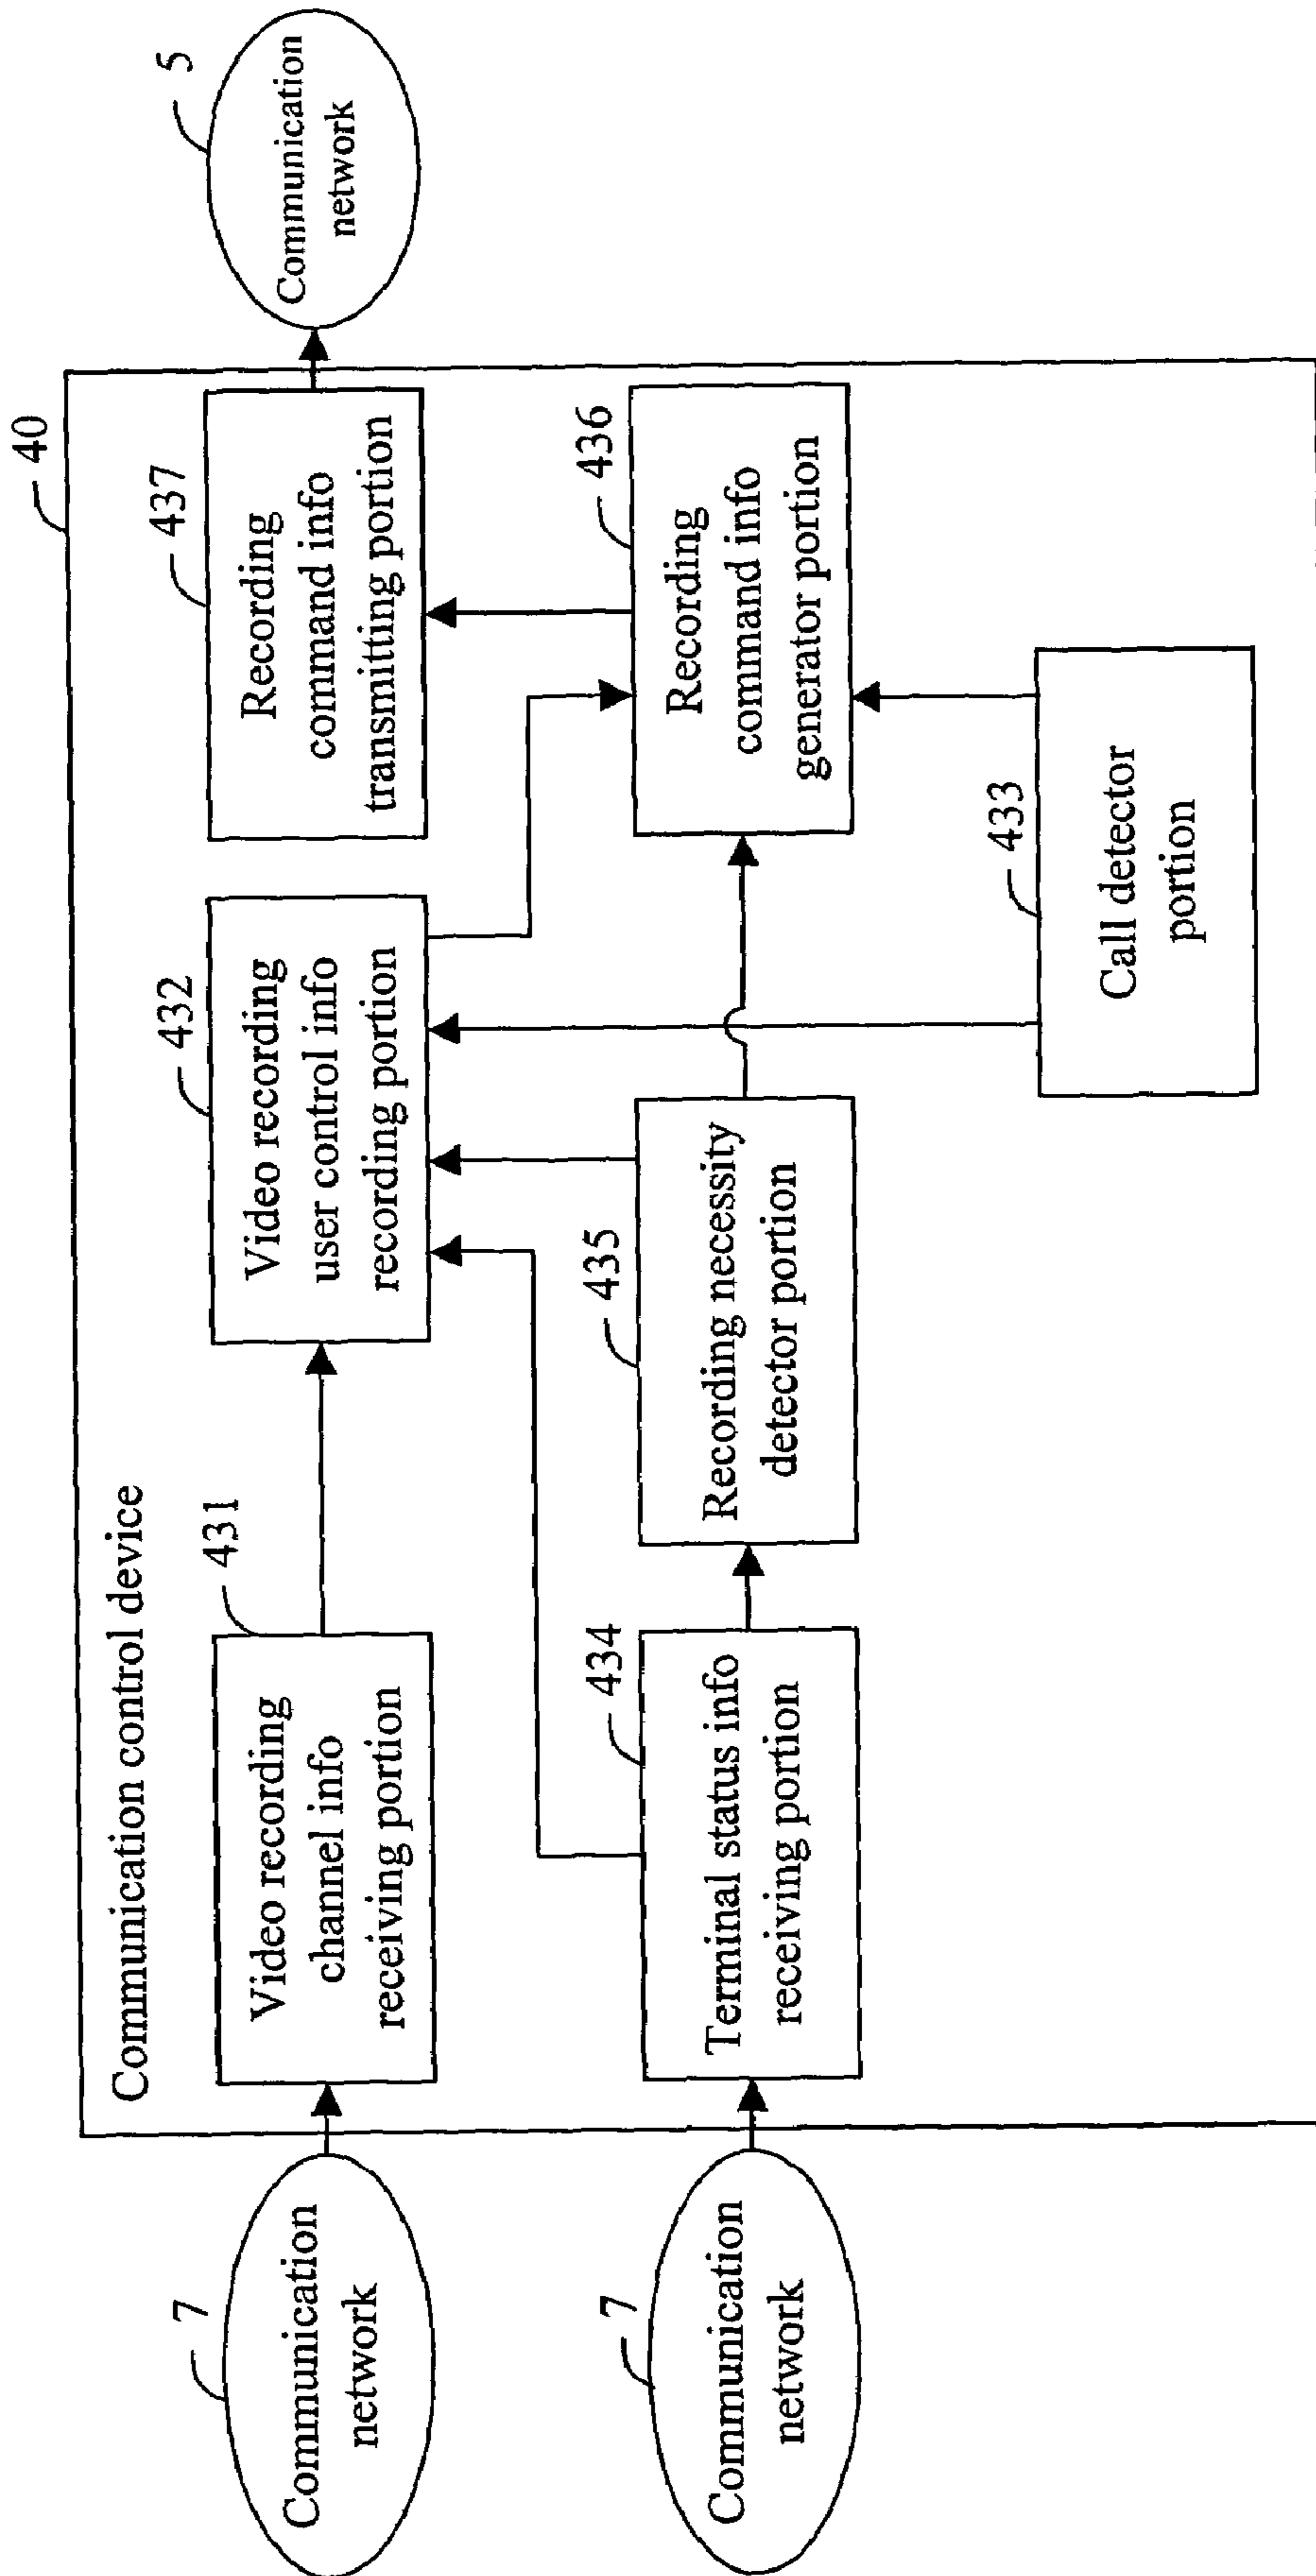 40
Communication control device
7
Communication
network
431
Video recording
channel info
receiving portion
432
Video recording
user control info
recording portion
437
Recording
command info
transmitting portion
5
Communication
network
7
Communication
network
434
Terminal status info
receiving portion
435
Recording necessity
detector portion
436
Recording
command info
generator portion
433
Call detector
portion